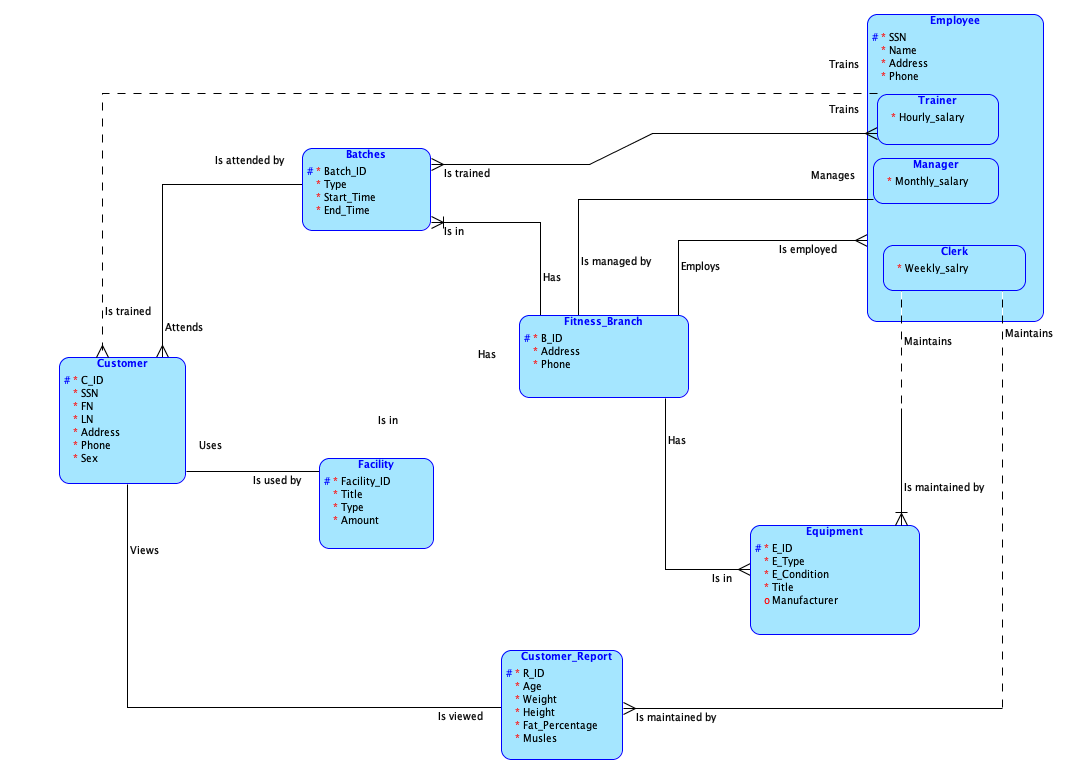 Employee
# * SSN
* Name
* Address
* Phone
Trains
Trainer
* Hourly_salary
Trains
Batches
# * Batch_ID
* Type
* Start_Time
* End_Time
Is attended by
Is trained
Manager
* Monthly_salary
Manages
Is in
Is employed
Clerk
* Weekly_salry
Is managed by
Employs
Has
Is trained
Attends
Fitness_Branch
# * B_ID
* Address
* Phone
Maintains
Maintains
Has
Customer
# * C_ID
* SSN
* FN
* LN
* Address
* Phone
* Sex
Is in
Uses
Has
Is used by
Facility
# * Facility_ID
* Title
* Type
* Amount
Is maintained by
Views
Equipment
# * E_ID
* E_Type
* E_Condition
* Title
o Manufacturer
Is in
Customer_Report
# * R_ID
* Age
* Weight
* Height
* Fat_Percentage
* Musles
Is viewed
Is maintained by